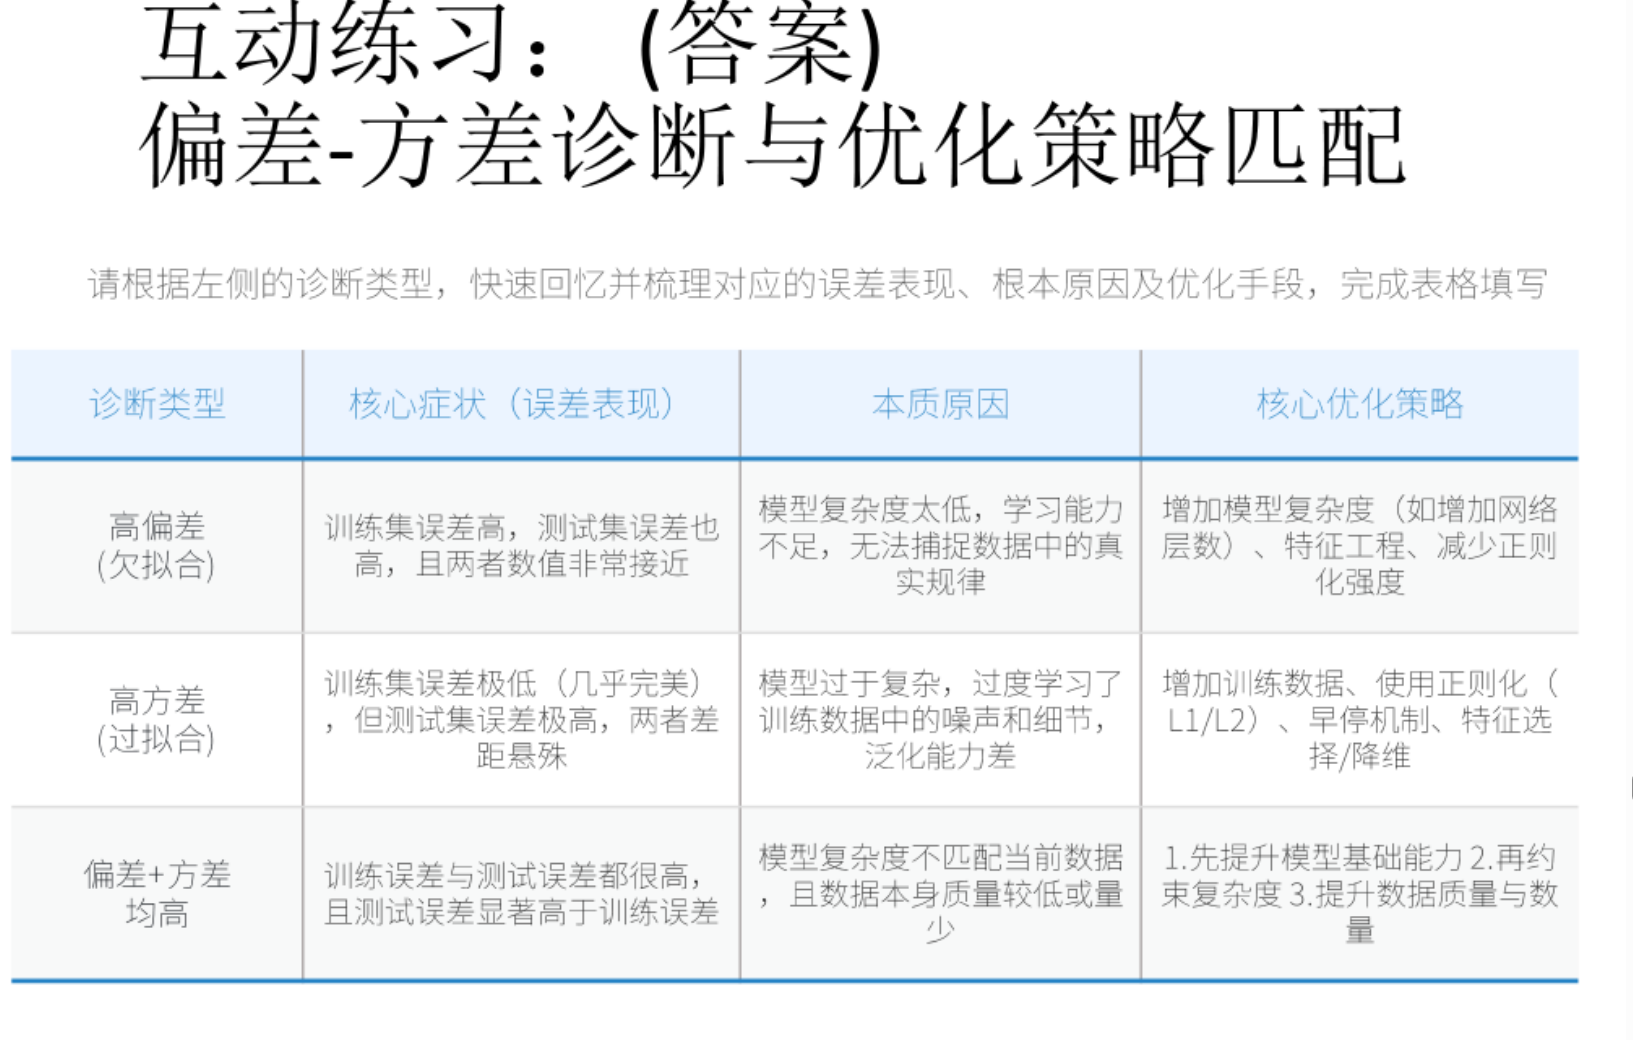 互动练习： (答案)
偏差-方差诊断与优化策略匹配
请根据左侧的诊断类型，快速回忆并梳理对应的误差表现、根本原因及优化手段，完成表格填写
诊断类型
核心症状（误差表现）
本质原因
核心优化策略
高偏差
(欠拟合)
训练集误差高，测试集误差也
高，且两者数值非常接近
模型复杂度太低，学习能力
不足，无法捕捉数据中的真
实规律
增加模型复杂度（如增加网络
层数）、特征工程、减少正则
化强度
高方差
(过拟合)
训练集误差极低（几乎完美）
，但测试集误差极高，两者差
距悬殊
模型过于复杂，过度学习了
训练数据中的噪声和细节，
泛化能力差
增加训练数据、使用正则化（
L1/L2）、早停机制、特征选
择/降维
偏差+方差
均高
训练误差与测试误差都很高，
且测试误差显著高于训练误差
模型复杂度不匹配当前数据
，且数据本身质量较低或量
少
1.先提升模型基础能力 2.再约
束复杂度 3.提升数据质量与数
量